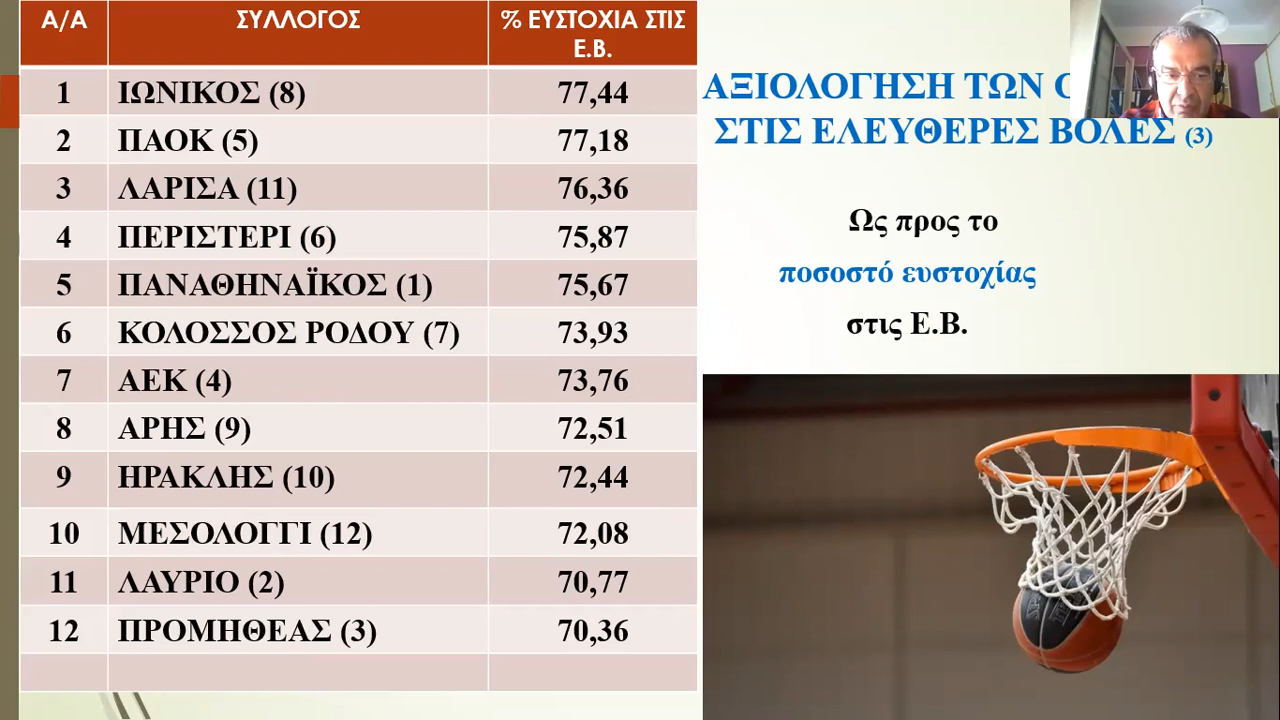 Α/Α ΣΥΛΛΟΓΟΣ % ΕΥΣΤΟΧΙΑ ΣΤΙΣ Ε.Β.
1 ΙΩΝΙΚΟΣ (8) 77,44
2 ΠΑΟΚ (5) 77,18
3 ΛΑΡΙΣΑ (11) 76,36
4 ΠΕΡΙΣΤΕΡΙ (6) 75,87
5 ΠΑΝΑΘΗΝΑΪΚΟΣ (1) 75,67
6 ΚΟΛΟΣΣΟΣ ΡΟΔΟΥ (7) 73,93
7 ΑΕΚ (4) 73,76
8 ΑΡΗΣ (9) 72,51
9 ΗΡΑΚΛΗΣ (10) 72,44
10 ΜΕΣΟΛΟΓΓΙ (12) 72,08
11 ΛΑΥΡΙΟ (2) 70,77
12 ΠΡΟΜΗΘΕΑΣ (3) 70,36
ΑΞΙΟΛΟΓΗΣΗ ΤΩΝ
ΣΤΙΣ ΕΛΕΥΘΕΡΕΣ ΒΟΛΕΣ (3)
Ως προς το
ποσοστό ευστοχίας
στις Ε.Β.